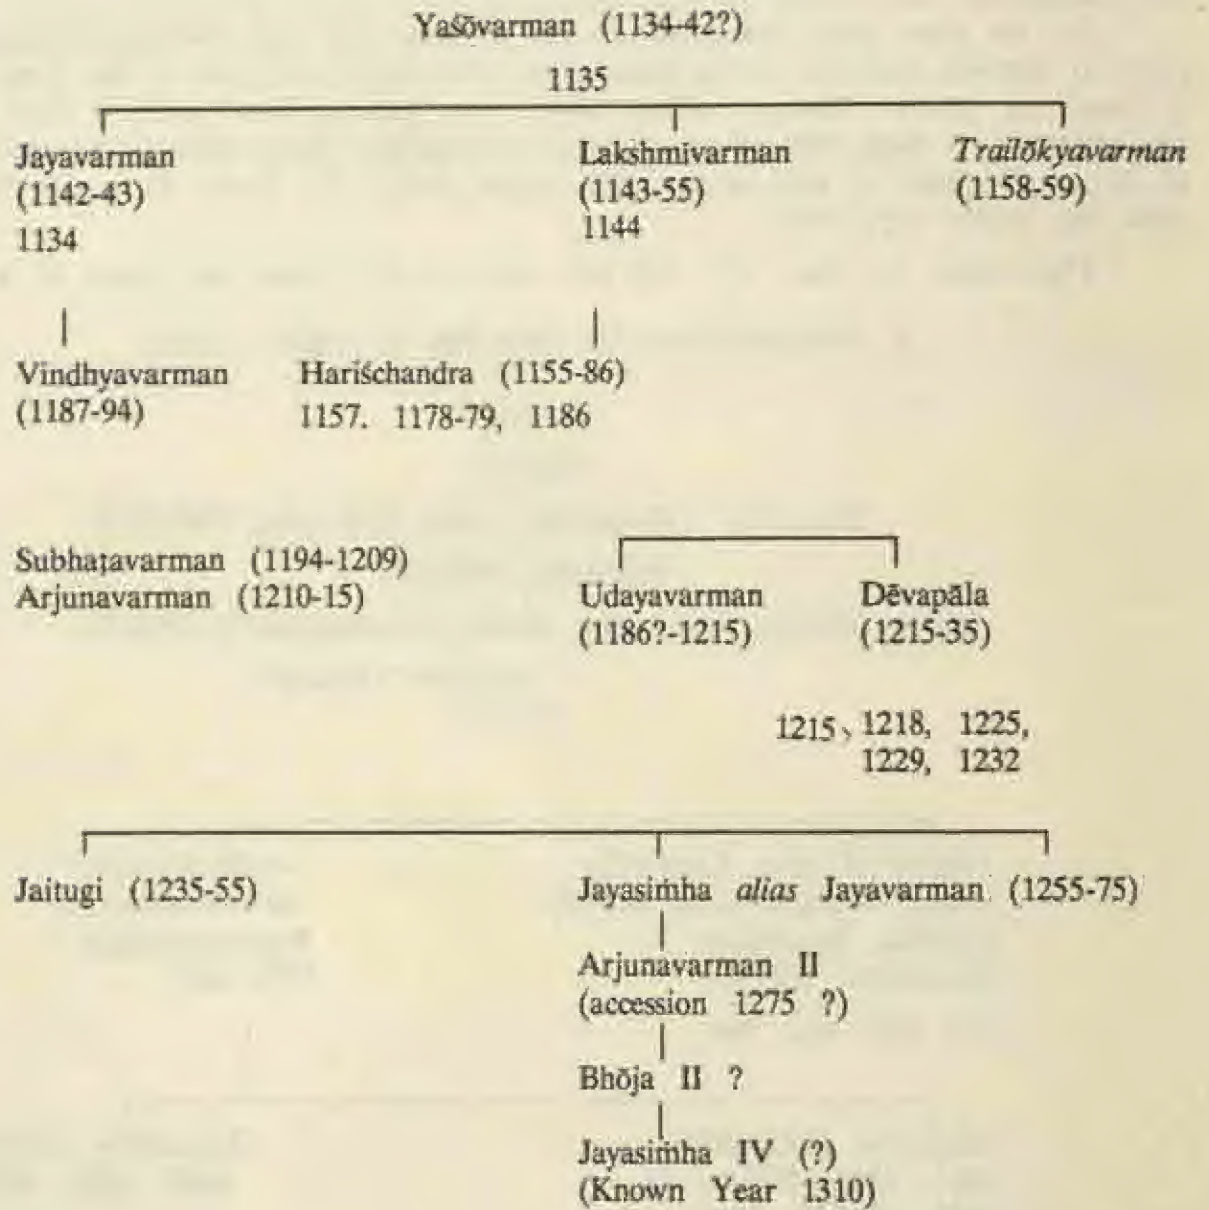 Yaśōvarman (1134-42?)
1135
Jayavarman
(1142-43)
1134
Lakshmivarman
(1143-55)
1144
Trailōkyavarman
(1158-59)
Vindhyavarman
(1187-94)
Hariśchandra (1155-86)
1157. 1178-79, 1186
Subhaṭavarman (1194-1209)
Arjunavarman (1210-15)
Udayavarman
(1186?-1215)
Dēvapāla
(1215-35)
1215, 1218, 1225,
1229, 1232
Jaitugi (1235-55)
Jayasiṁha alias Jayavarman (1255-75)
Arjunavarman II
(accession 1275 ?)
Bhōja II ?
Jayasiṁha IV (?)
(Known Year 1310)